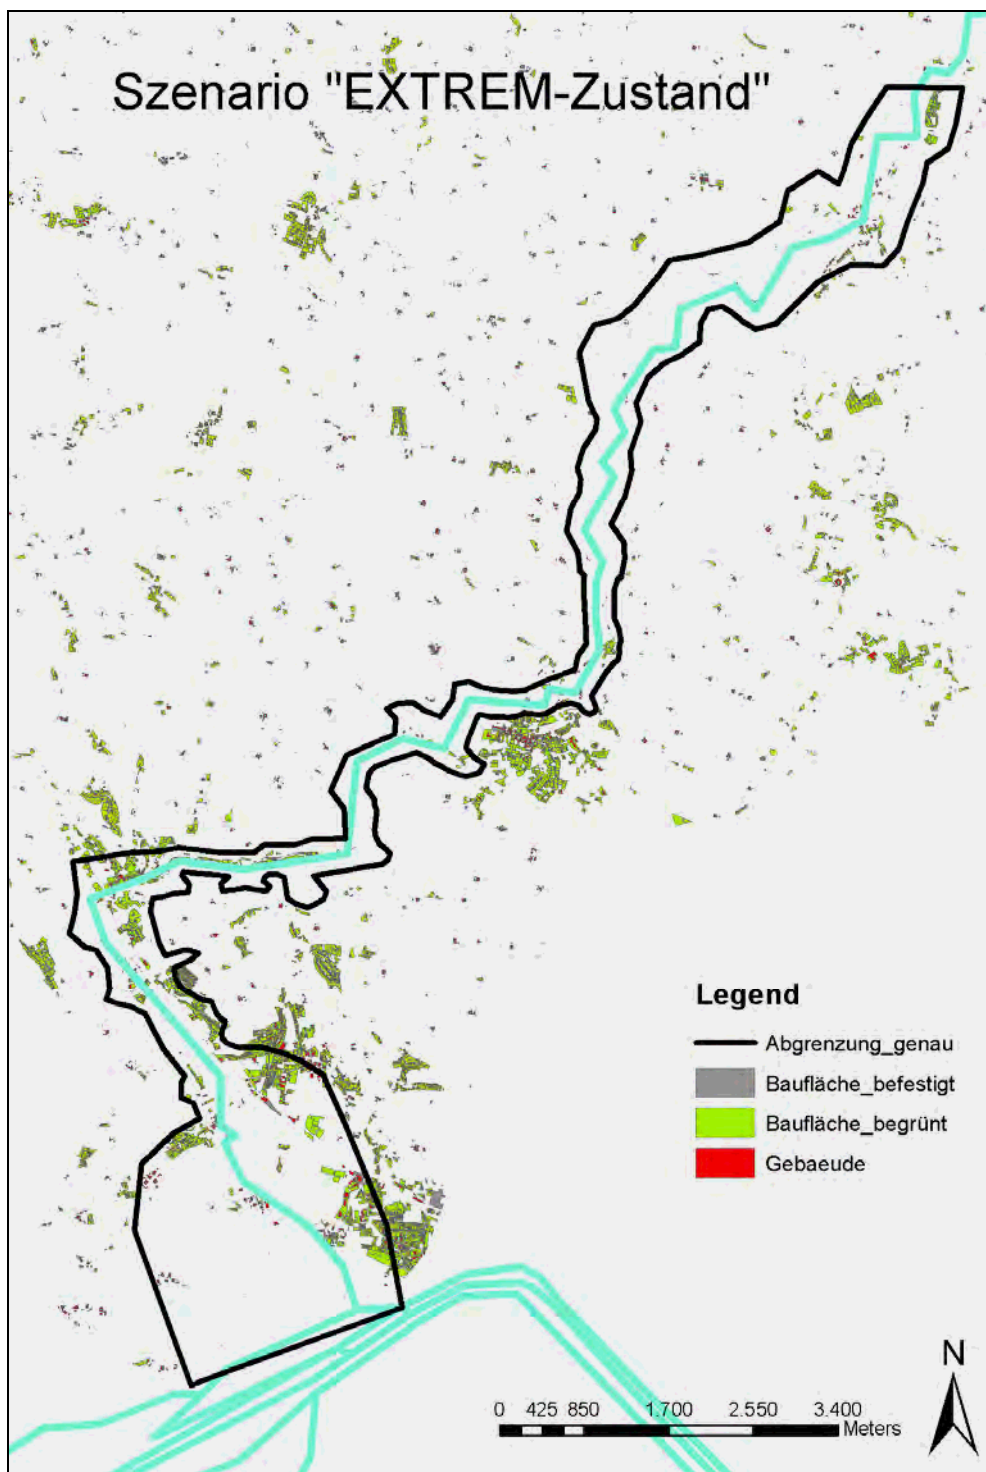 Szenario "EXTREM-Zustand"
Legend
Abgrenzung_genau
Baufläche_befestigt
Baufläche_begrünt
Gebaeude
N
0 425 850 1.700 2.550 3.400
Meters